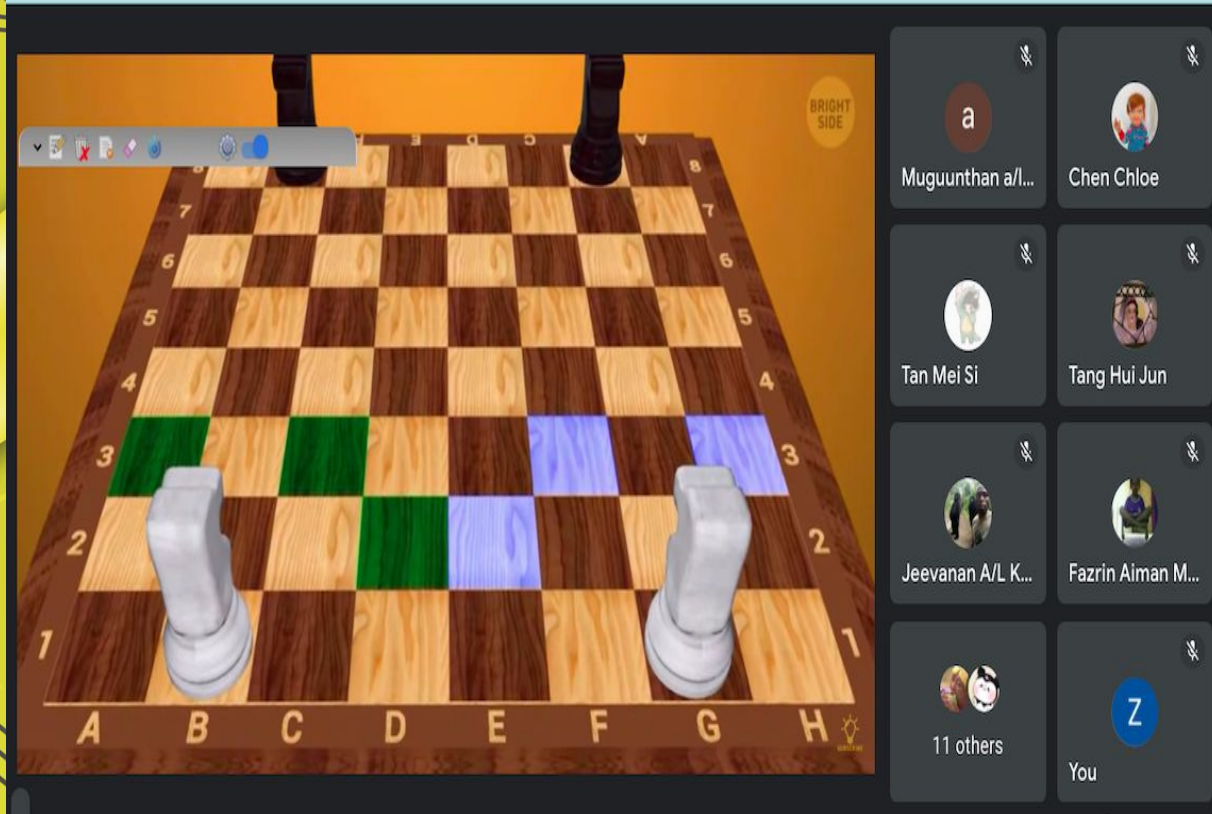 BRIGHT
SIDE
8
8
7
7
6
6
5
5
4
4
3
3
2
2
1
1
A B C D E F G H
SUBSCRIBE
a
Muguunthan a/l...
Chen Chloe
Tan Mei Si
Tang Hui Jun
Jeevanan A/L K...
Fazrin Aiman M...
11 others
Z
You